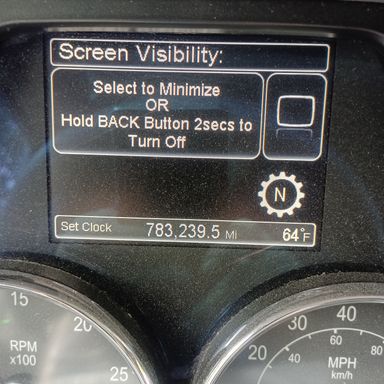 Screen Visibility:
Select to Minimize
OR
Hold BACK Button 2secs to
Turn Off
N
Set Clock 783,239.5 MI 64°F
15
20
25
RPM
x100
20
30
40
40
60
80
MPH
km/h